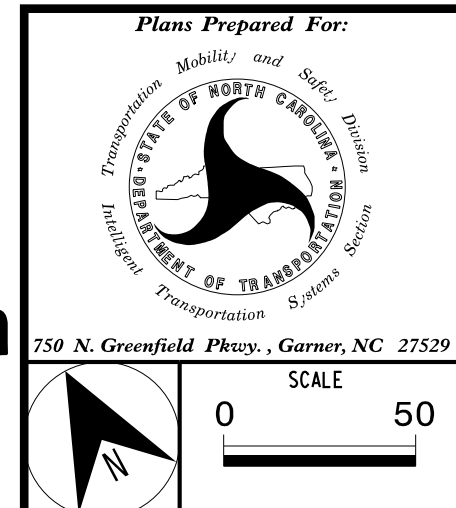 Plans Prepared For:
Transportation Mobility and Safety Division
STATE OF NORTH CAROLINA
DEPARTMENT OF TRANSPORTATION
Intelligent Transportation Systems Section
750 N. Greenfield Pkwy. , Garner, NC 27529
N
SCALE
0 50